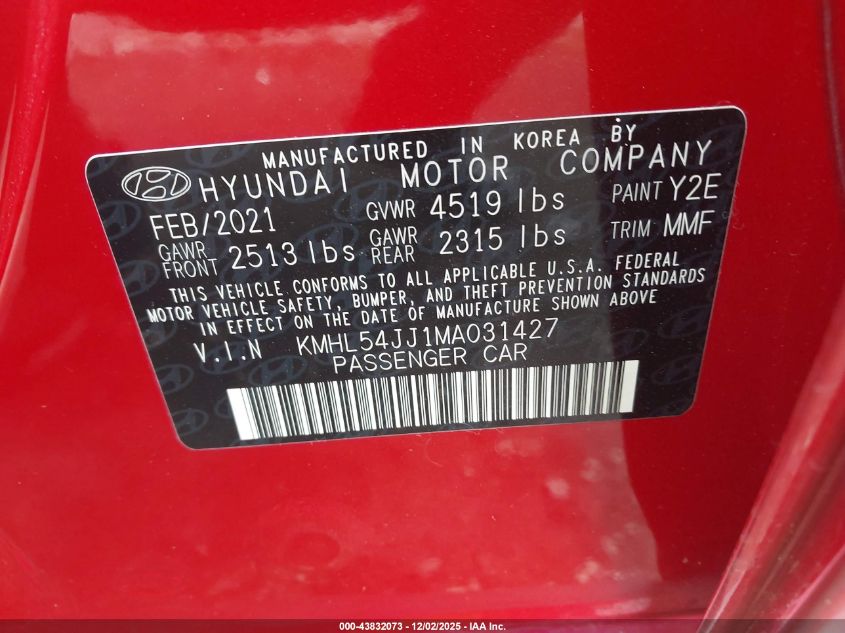 MANUFACTURED IN KOREA BY
HYUNDAI MOTOR COMPANY
FEB/2021 GVWR 4519 lbs PAINT Y2E
GAWR FRONT 2513 lbs GAWR REAR 2315 lbs TRIM MMF
THIS VEHICLE CONFORMS TO ALL APPLICABLE U.S.A. FEDERAL
MOTOR VEHICLE SAFETY, BUMPER, AND THEFT PREVENTION STANDARDS
IN EFFECT ON THE DATE OF MANUFACTURE SHOWN ABOVE
V.I.N KMHL54JJ1MA031427
PASSENGER CAR
000-43832073 - 12/02/2025 - IAA Inc.